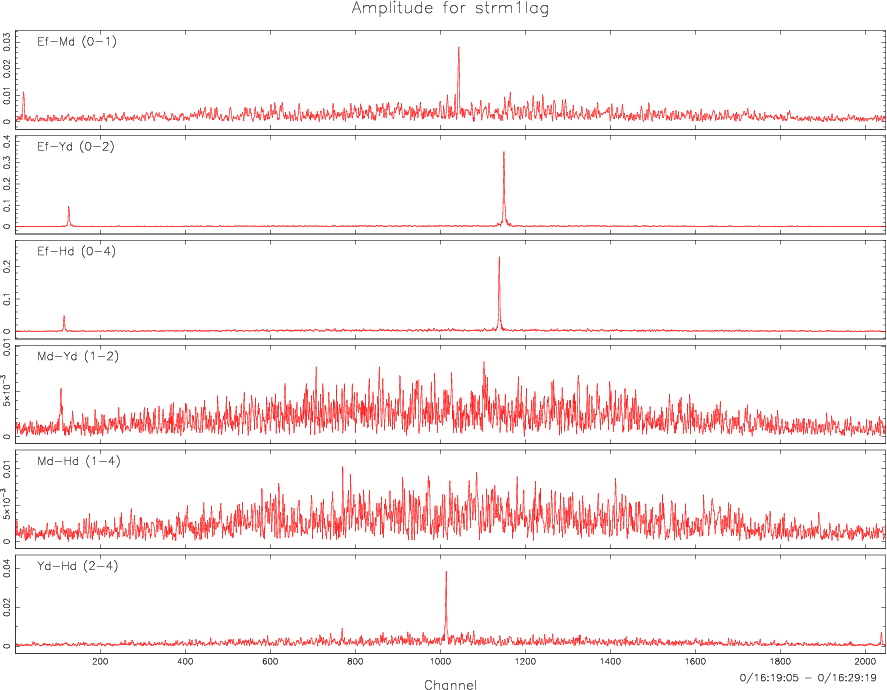 Amplitude for strm1lag
Ef-Md (0-1)
0.03
0.02
0.01
0
Ef-Yd (0-2)
0.4
0.3
0.2
0.1
0
Ef-Hd (0-4)
0.2
0.1
0
Md-Yd (1-2)
0.01
5×10⁻³
0
Md-Hd (1-4)
0.01
5×10⁻³
0
Yd-Hd (2-4)
0.04
0.02
0
200 400 600 800 1000 1200 1400 1600 1800 2000
0/16:19:05 - 0/16:29:19
Channel